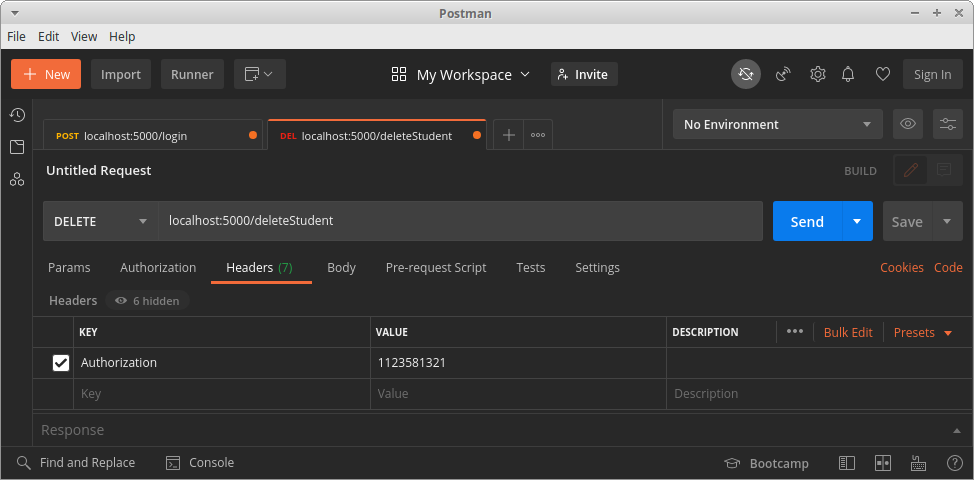 Postman
File Edit View Help
New Import Runner My Workspace Invite Sign In
POST localhost:5000/login DEL localhost:5000/deleteStudent No Environment
Untitled Request BUILD
DELETE localhost:5000/deleteStudent Send Save
Params Authorization Headers (7) Body Pre-request Script Tests Settings Cookies Code
Headers 6 hidden
KEY VALUE DESCRIPTION Bulk Edit Presets
Authorization 1123581321
Key Value Description
Response
Find and Replace Console Bootcamp